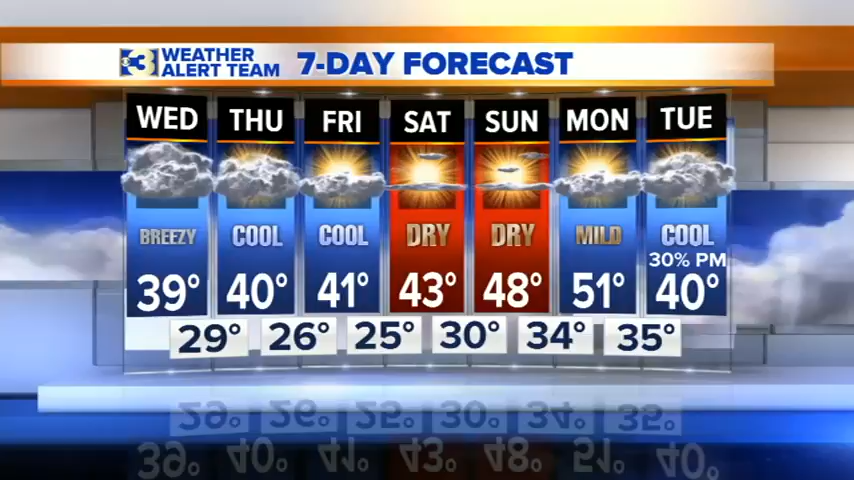 3 WEATHER ALERT TEAM 7-DAY FORECAST
WED THU FRI SAT SUN MON TUE
BREEZY COOL COOL DRY DRY MILD COOL
30% PM
39° 40° 41° 43° 48° 51° 40°
29° 26° 25° 30° 34° 35°